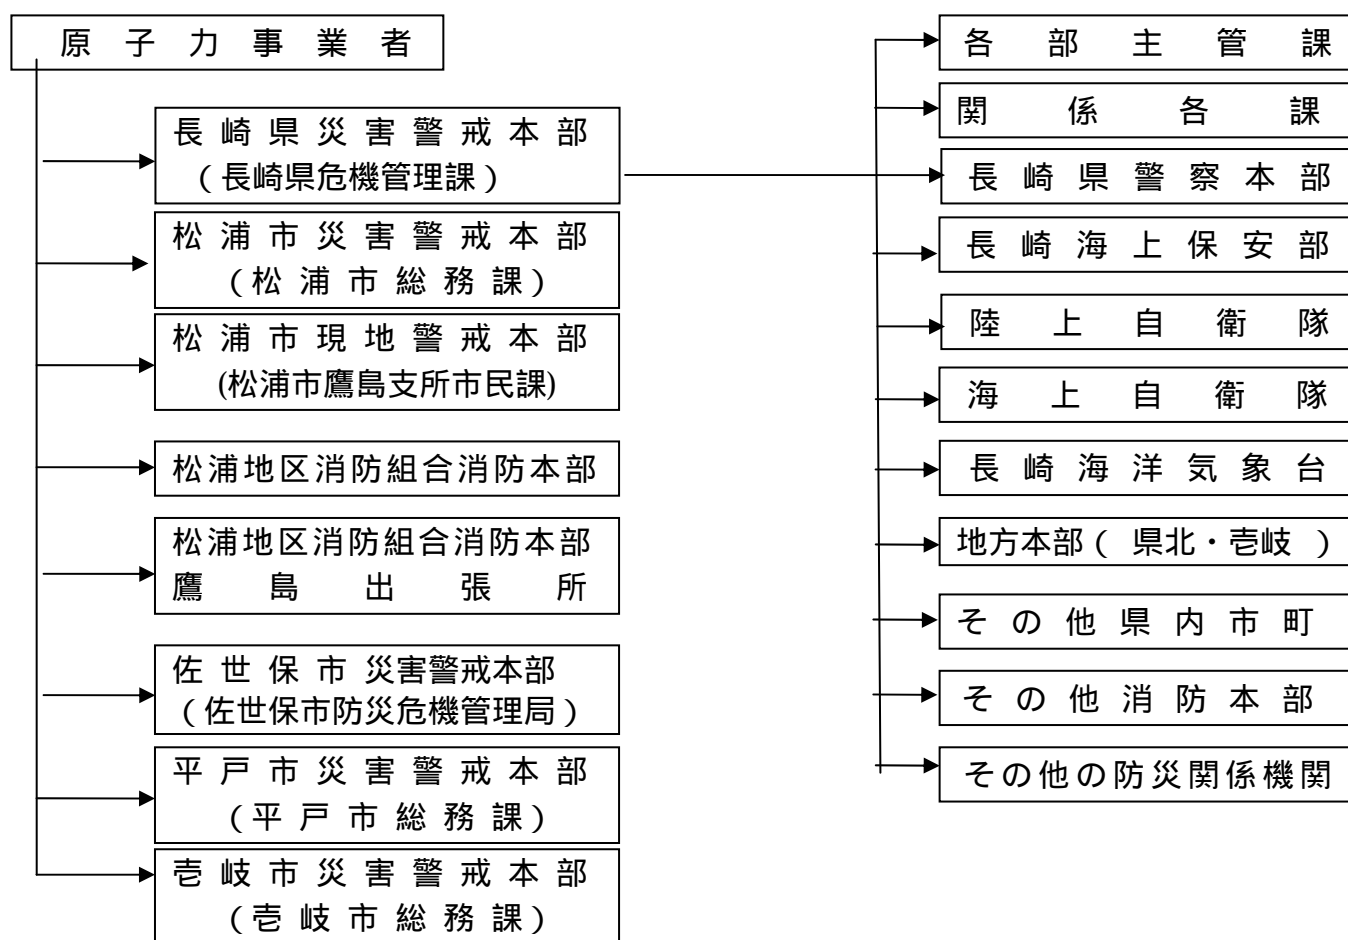 原子力事業者
長崎県災害警戒本部
（長崎県危機管理課）
松浦市災害警戒本部
（松浦市総務課）
松浦市現地警戒本部
(松浦市鷹島支所市民課)
松浦地区消防組合消防本部
松浦地区消防組合消防本部
鷹島出張所
佐世保市災害警戒本部
（佐世保市防災危機管理局）
平戸市災害警戒本部
（平戸市総務課）
壱岐市災害警戒本部
（壱岐市総務課）
各部主管課
関係各課
長崎県警察本部
長崎海上保安部
陸上自衛隊
海上自衛隊
長崎海洋気象台
地方本部（県北・壱岐）
その他県内市町
その他消防本部
その他の防災関係機関